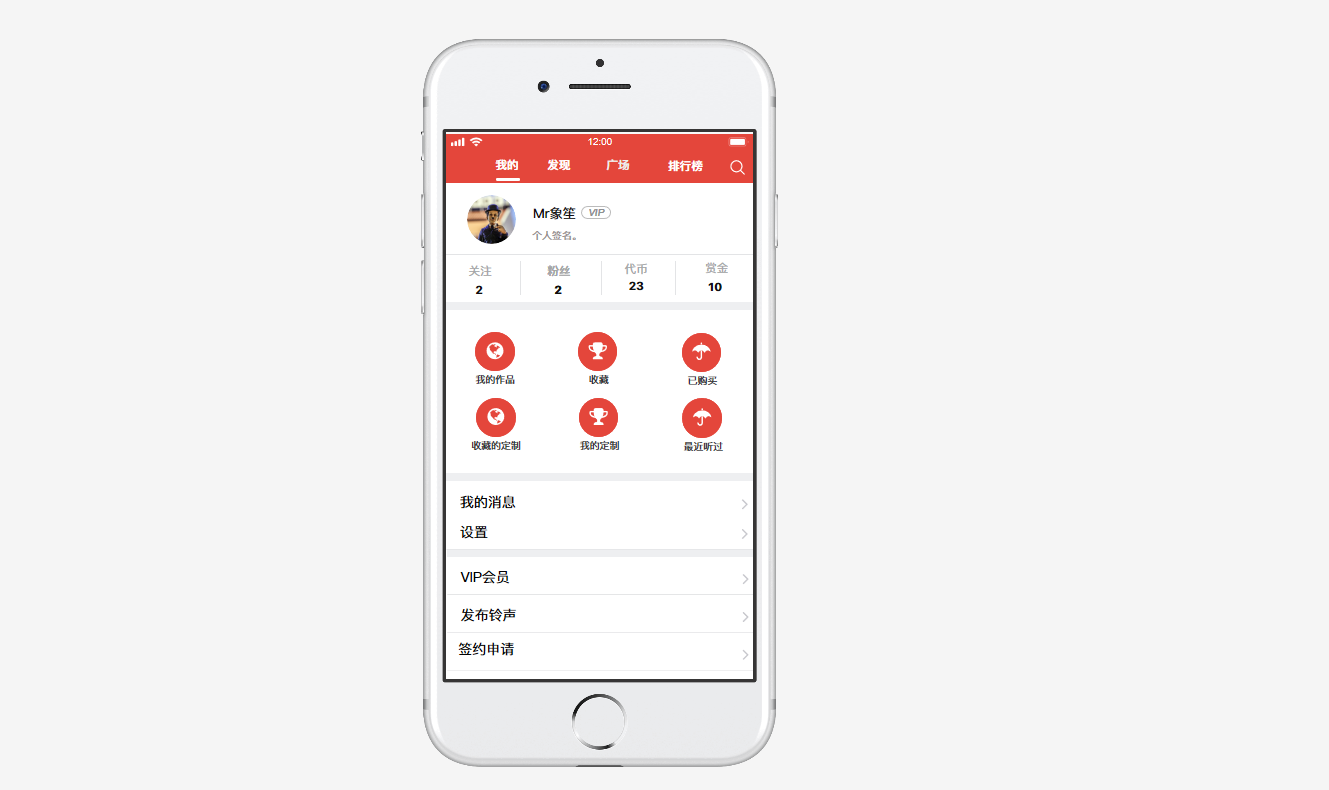 12:00
我的 发现 广场 排行榜
Mr象笙 VIP
个人签名。
关注 粉丝 代币 赏金
2 2 23 10
我的作品 收藏 已购买
收藏的定制 我的定制 最近听过
我的消息
设置
VIP会员
发布铃声
签约申请